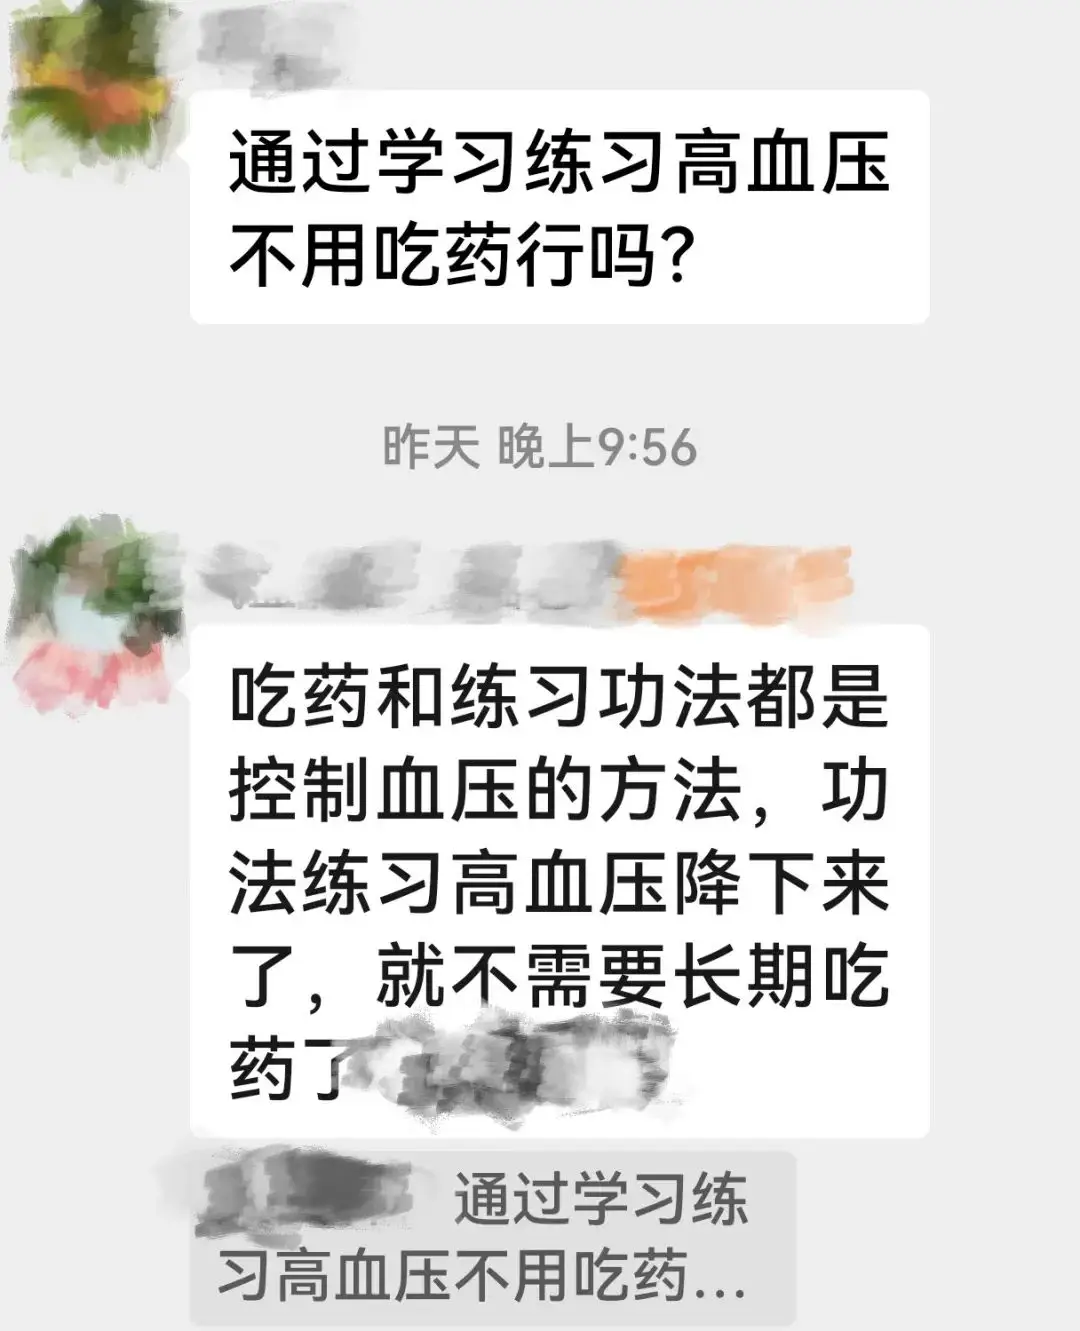 通过学习练习高血压
不用吃药行吗？
昨天 晚上9:56
吃药和练习功法都是
控制血压的方法，功
法练习高血压降下来
了，就不需要长期吃
药了
通过学习练
习高血压不用吃药...